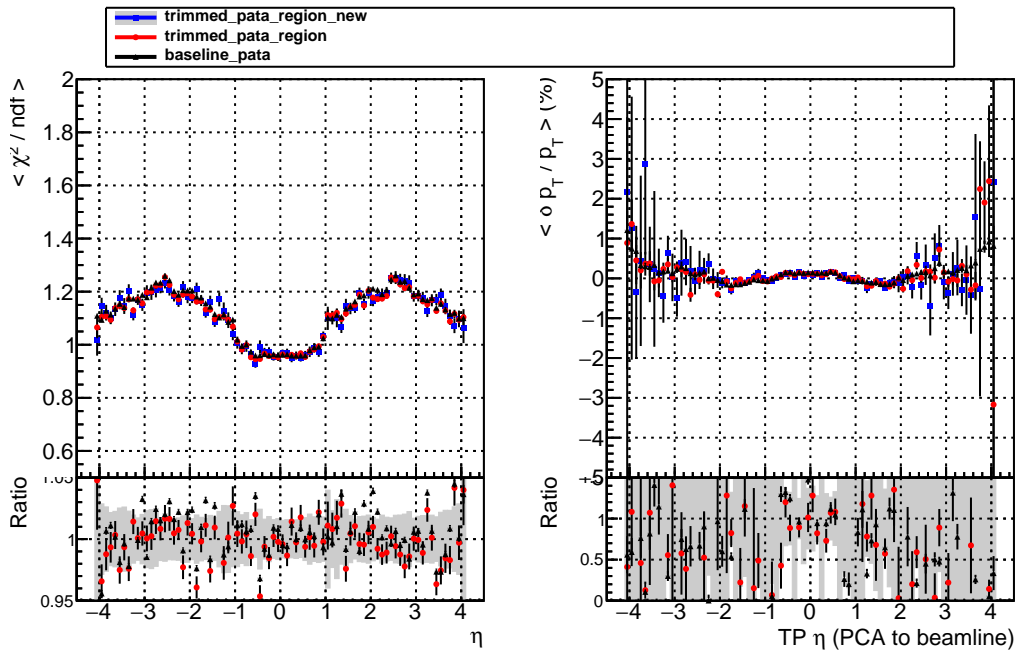 trimmed_pata_region_new
trimmed_pata_region
baseline_pata
< χ² / ndf >
2
1.8
1.6
1.4
1.2
1
0.8
0.6
Ratio
1.05
1
0.95
−4 −3 −2 −1 0 1 2 3 4
η
< σ p_T / p_T > (%)
5
4
3
2
1
0
−1
−2
−3
−4
−5
Ratio
1.5
1
0.5
0
−4 −3 −2 −1 0 1 2 3 4
TP η (PCA to beamline)